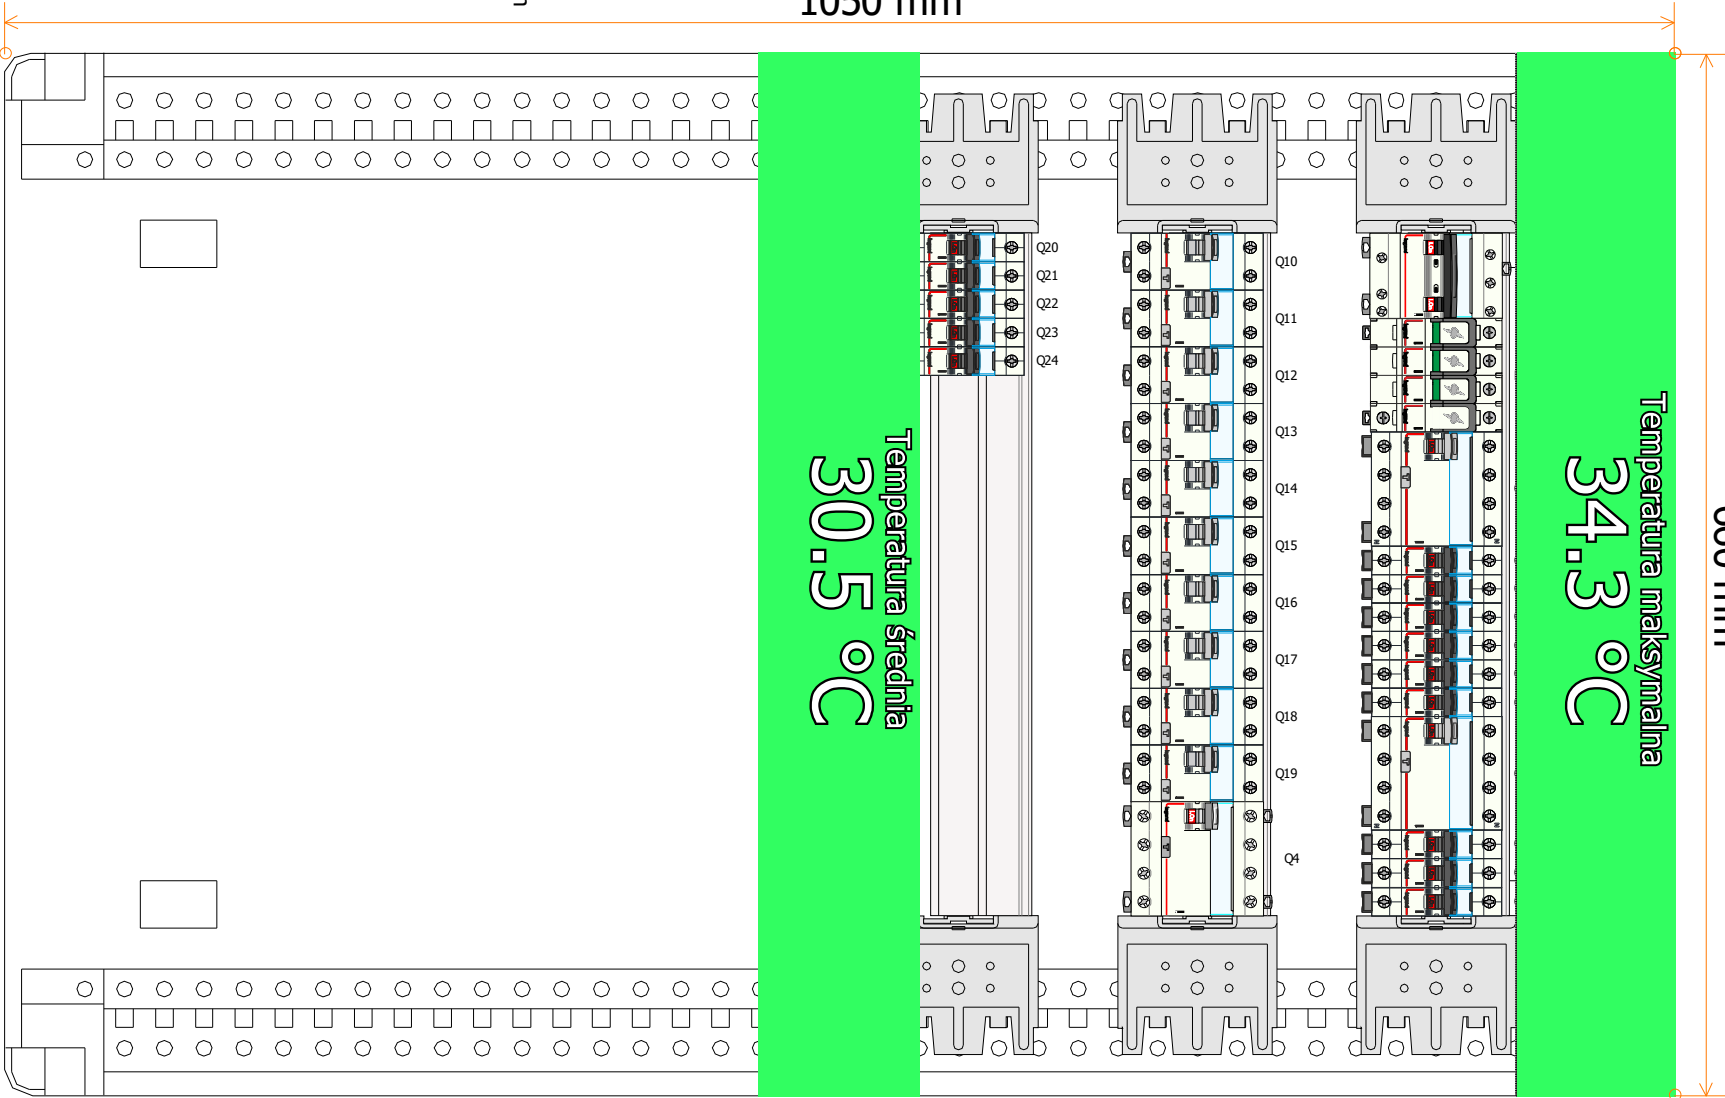 1050 mm
Q20
Q21
Q22
Q23
Q24
Q10
Q11
Q12
Q13
Q14
Q15
Q16
Q17
Q18
Q19
Q4
Temperatura średnia
30.5 °C
Temperatura maksymalna
34.3 °C
mm